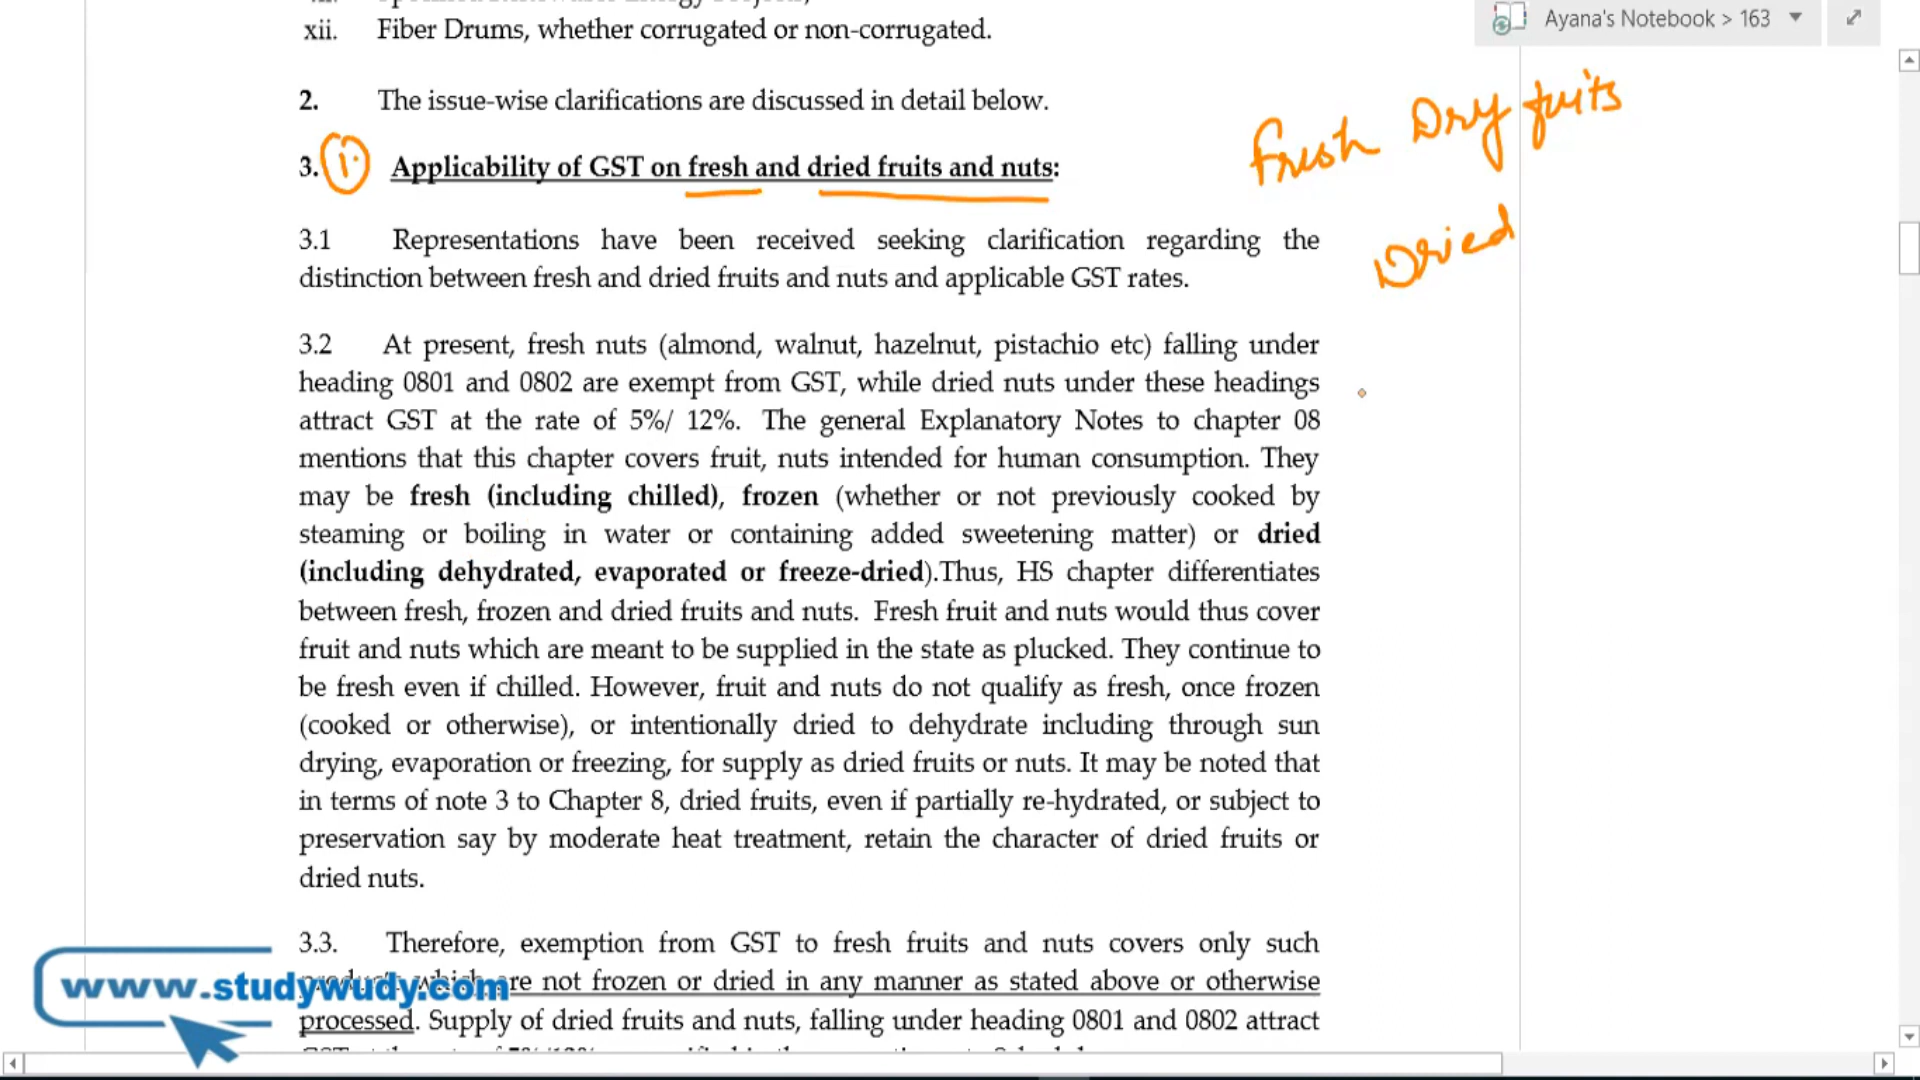 Ayana's Notebook > 163
xii. Fiber Drums, whether corrugated or non-corrugated.
2. The issue-wise clarifications are discussed in detail below.
Fresh Dry fuits
3. 1. Applicability of GST on fresh and dried fruits and nuts:
Dried
3.1 Representations have been received seeking clarification regarding the
distinction between fresh and dried fruits and nuts and applicable GST rates.
3.2 At present, fresh nuts (almond, walnut, hazelnut, pistachio etc) falling under
heading 0801 and 0802 are exempt from GST, while dried nuts under these headings
attract GST at the rate of 5%/ 12%. The general Explanatory Notes to chapter 08
mentions that this chapter covers fruit, nuts intended for human consumption. They
may be fresh (including chilled), frozen (whether or not previously cooked by
steaming or boiling in water or containing added sweetening matter) or dried
(including dehydrated, evaporated or freeze-dried).Thus, HS chapter differentiates
between fresh, frozen and dried fruits and nuts. Fresh fruit and nuts would thus cover
fruit and nuts which are meant to be supplied in the state as plucked. They continue to
be fresh even if chilled. However, fruit and nuts do not qualify as fresh, once frozen
(cooked or otherwise), or intentionally dried to dehydrate including through sun
drying, evaporation or freezing, for supply as dried fruits or nuts. It may be noted that
in terms of note 3 to Chapter 8, dried fruits, even if partially re-hydrated, or subject to
preservation say by moderate heat treatment, retain the character of dried fruits or
dried nuts.
3.3. Therefore, exemption from GST to fresh fruits and nuts covers only such
which are not frozen or dried in any manner as stated above or otherwise
www.studywudy.com
processed. Supply of dried fruits and nuts, falling under heading 0801 and 0802 attract